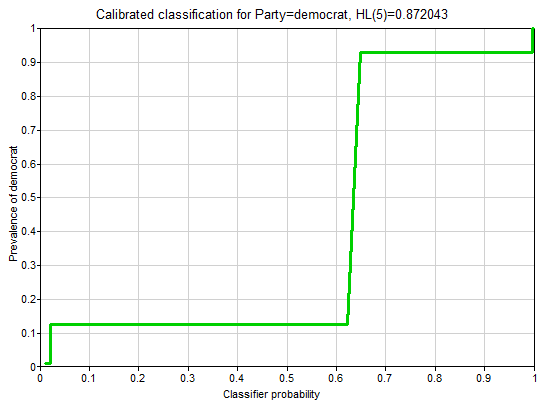 Calibrated classification for Party=democrat, HL(5)=0.872043
Prevalence of democrat
1
0.9
0.8
0.7
0.6
0.5
0.4
0.3
0.2
0.1
0
0 0.1 0.2 0.3 0.4 0.5 0.6 0.7 0.8 0.9 1
Classifier probability